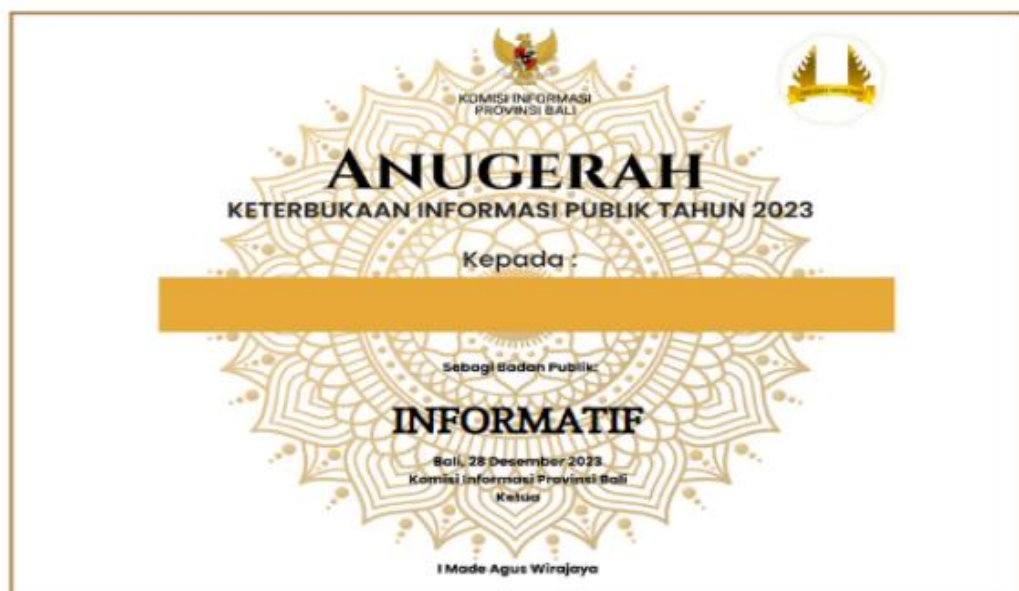 KOMISI INFORMASI
PROVINSI BALI
ANUGERAH
KETERBUKAAN INFORMASI PUBLIK TAHUN 2023
Kepada :
Sebagi Badan Publik:
INFORMATIF
Bali, 28 Desember 2023
Komisi Informasi Provinsi Bali
Ketua
I Made Agus Wirajaya